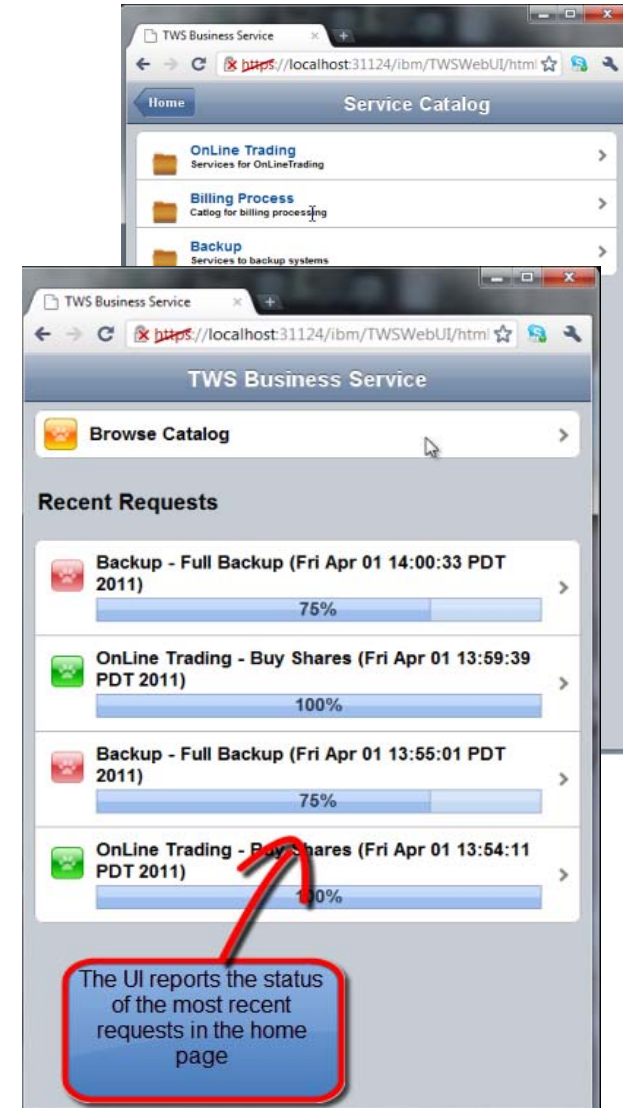 TWS Business Service
https://localhost:31124/ibm/TWSWebUI/html
Home
Service Catalog
OnLine Trading
Services for OnLineTrading
Billing Process
Catlog for billing processing
Backup
Services to backup systems
TWS Business Service
https://localhost:31124/ibm/TWSWebUI/html
TWS Business Service
Browse Catalog
Recent Requests
Backup - Full Backup (Fri Apr 01 14:00:33 PDT
2011)
75%
OnLine Trading - Buy Shares (Fri Apr 01 13:59:39
PDT 2011)
100%
Backup - Full Backup (Fri Apr 01 13:55:01 PDT
2011)
75%
OnLine Trading - Buy Shares (Fri Apr 01 13:54:11
PDT 2011)
100%
The UI reports the status
of the most recent
requests in the home
page